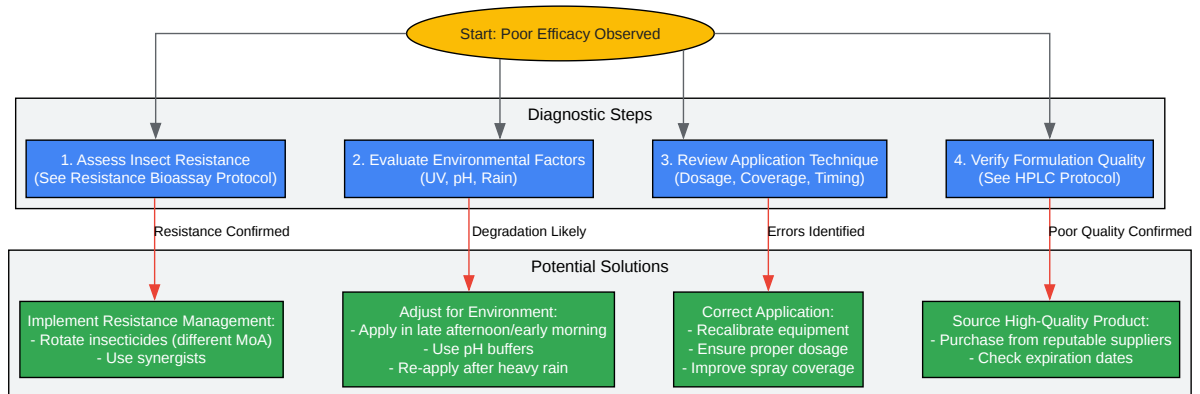 Start: Poor Efficacy Observed
Diagnostic Steps
1. Assess Insect Resistance
(See Resistance Bioassay Protocol)
2. Evaluate Environmental Factors
(UV, pH, Rain)
3. Review Application Technique
(Dosage, Coverage, Timing)
4. Verify Formulation Quality
(See HPLC Protocol)
Resistance Confirmed
Degradation Likely
Errors Identified
Poor Quality Confirmed
Potential Solutions
Implement Resistance Management:
- Rotate insecticides (different MoA)
- Use synergists
Adjust for Environment:
- Apply in late afternoon/early morning
- Use pH buffers
- Re-apply after heavy rain
Correct Application:
- Recalibrate equipment
- Ensure proper dosage
- Improve spray coverage
Source High-Quality Product:
- Purchase from reputable suppliers
- Check expiration dates